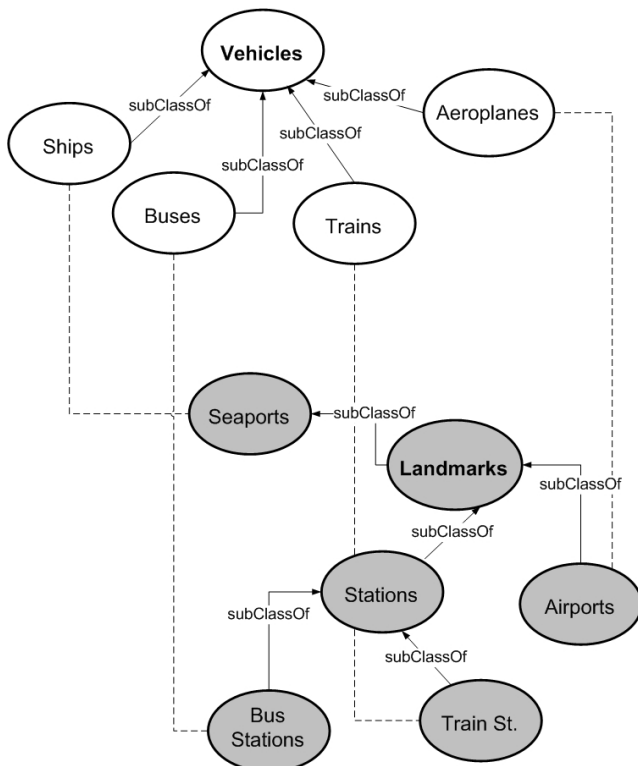 Vehicles
subClassOf
subClassOf
Aeroplanes
Ships
subClassOf
subClassOf
Buses
Trains
Seaports
subClassOf
Landmarks
subClassOf
subClassOf
Stations
Airports
subClassOf
subClassOf
Bus
Stations
Train St.